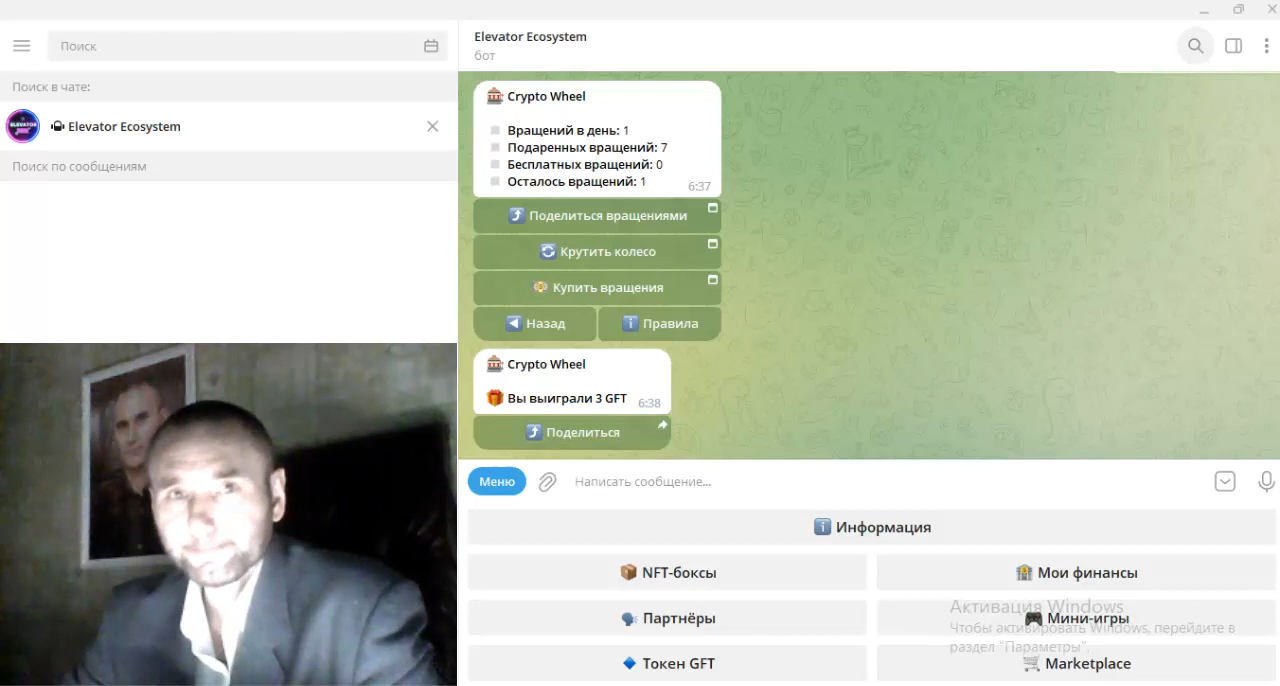 Поиск
Поиск в чате:
ELEVATOR
Elevator Ecosystem
Поиск по сообщениям
Elevator Ecosystem
бот
Crypto Wheel
Вращений в день: 1
Подаренных вращений: 7
Бесплатных вращений: 0
Осталось вращений: 1
6:37
Поделиться вращениями
Крутить колесо
Купить вращения
Назад
Правила
Crypto Wheel
Вы выиграли 3 GFT
6:38
Поделиться
Меню
Написать сообщение...
Информация
NFT-боксы
Мои финансы
Партнёры
Мини-игры
Токен GFT
Marketplace
Активация Windows
Чтобы активировать Windows, перейдите в
раздел "Параметры".